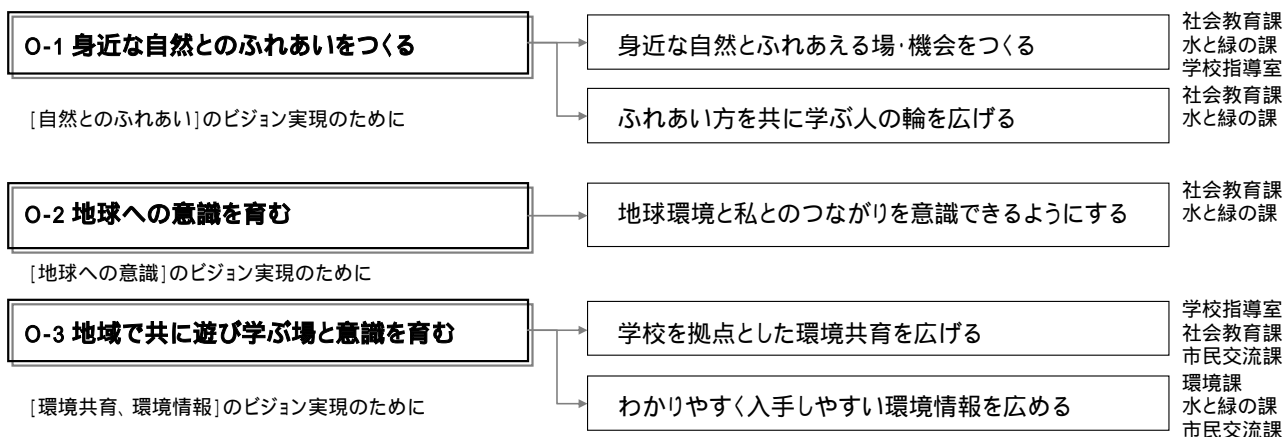 O-1 身近な自然とのふれあいをつくる
身近な自然とふれあえる場・機会をつくる
社会教育課
水と緑の課
学校指導室
[自然とのふれあい]のビジョン実現のために
ふれあい方を共に学ぶ人の輪を広げる
社会教育課
水と緑の課
O-2 地球への意識を育む
地球環境と私とのつながりを意識できるようにする
社会教育課
水と緑の課
[地球への意識]のビジョン実現のために
O-3 地域で共に遊び学ぶ場と意識を育む
学校を拠点とした環境共育を広げる
学校指導室
社会教育課
市民交流課
[環境共育、環境情報]のビジョン実現のために
わかりやすく入手しやすい環境情報を広める
環境課
水と緑の課
市民交流課